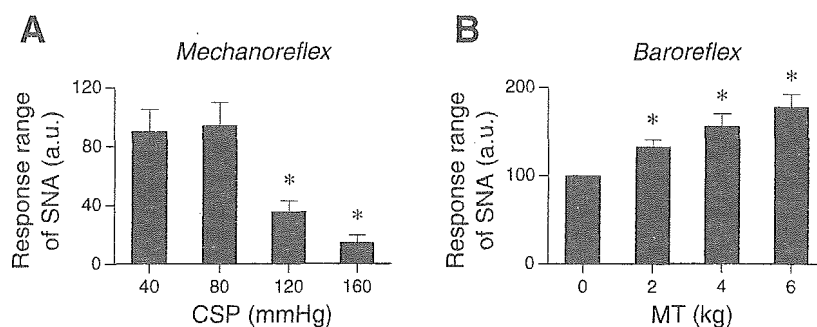 A
Mechanoreflex
Response range
of SNA (a.u.)
120
80
40
0
*
*
40
80
120
160
CSP (mmHg)
B
Baroreflex
Response range
of SNA (a.u.)
200
100
0
*
*
*
0
2
4
6
MT (kg)